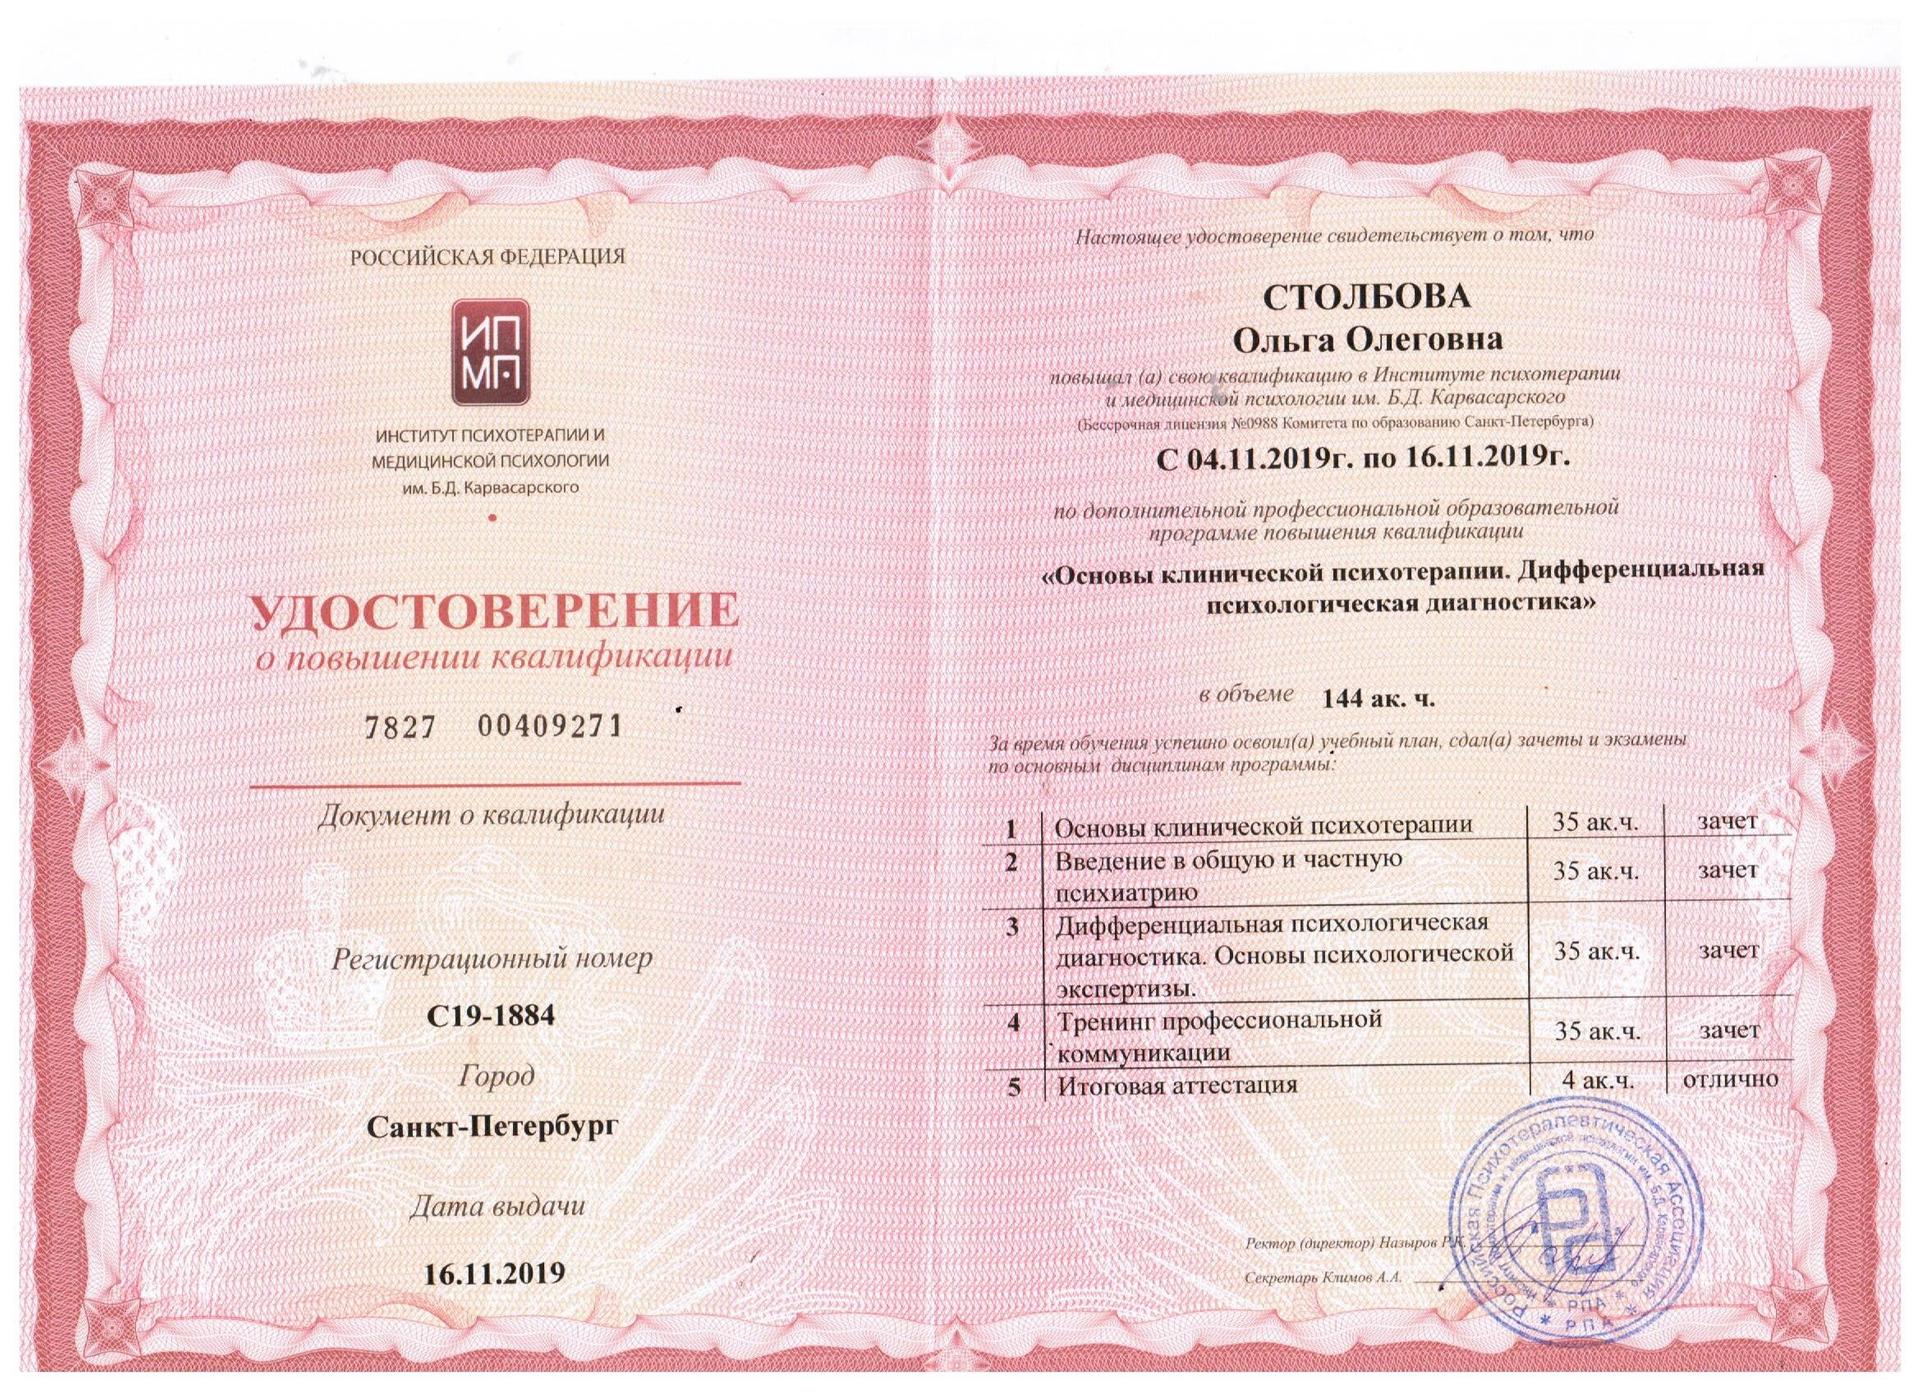 РОССИЙСКАЯ ФЕДЕРАЦИЯ
ИП
МП
ИНСТИТУТ ПСИХОТЕРАПИИ И
МЕДИЦИНСКОЙ ПСИХОЛОГИИ
им. Б.Д. Карвасарского
УДОСТОВЕРЕНИЕ
о повышении квалификации
7827 00409271
Документ о квалификации
Регистрационный номер
С19-1884
Город
Санкт-Петербург
Дата выдачи
16.11.2019
Настоящее удостоверение свидетельствует о том, что
СТОЛБОВА
Ольга Олеговна
повышал (а) свою квалификацию в Институте психотерапии
и медицинской психологии им. Б.Д. Карвасарского
(Бессрочная лицензия №0988 Комитета по образованию Санкт-Петербурга)
С 04.11.2019г. по 16.11.2019г.
по дополнительной профессиональной образовательной
программе повышения квалификации
«Основы клинической психотерапии. Дифференциальная
психологическая диагностика»
в объеме 144 ак. ч.
За время обучения успешно освоил(а) учебный план, сдал(а) зачеты и экзамены
по основным дисциплинам программы:
1 Основы клинической психотерапии 35 ак.ч. зачет
2 Введение в общую и частную
психиатрию 35 ак.ч. зачет
3 Дифференциальная психологическая
диагностика. Основы психологической 35 ак.ч. зачет
экспертизы.
4 Тренинг профессиональной
коммуникации 35 ак.ч. зачет
5 Итоговая аттестация 4 ак.ч. отлично
Ректор (директор) Назыров Р.К.
Секретарь Климов А.А.
Российская Психотерапевтическая Ассоциация
* РПА *
Институт психотерапии и медицинской психологии им. Б.Д. Карвасарского
* РПА *